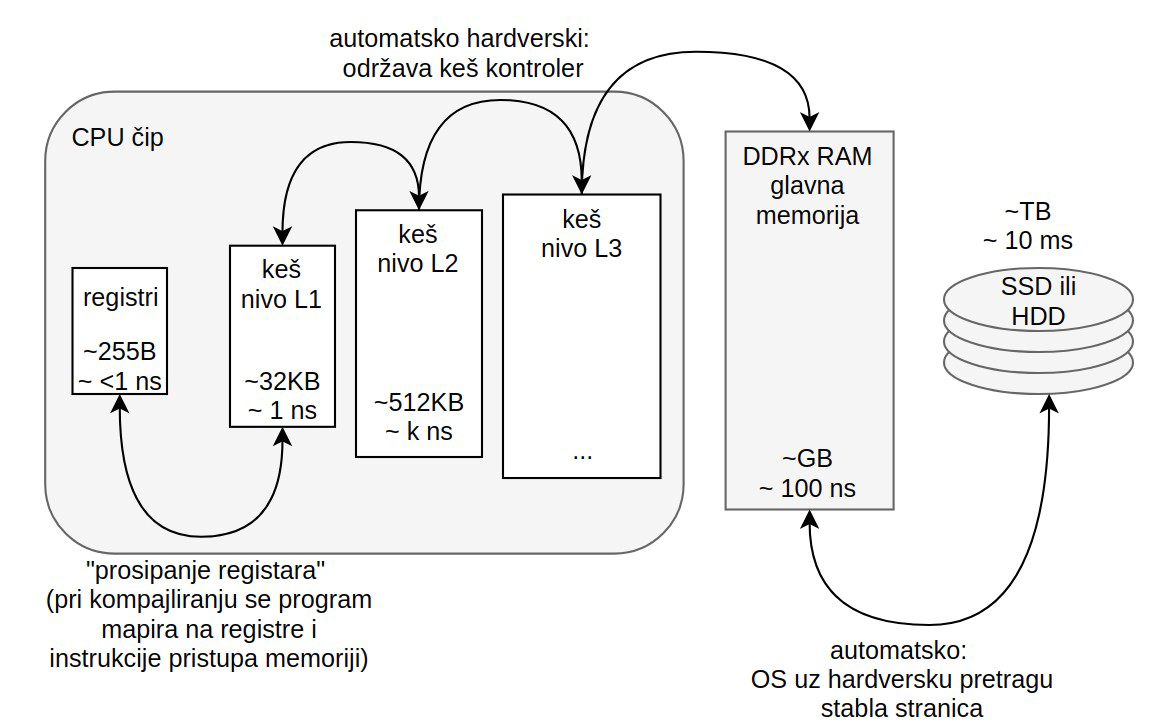 automatsko hardverski:
održava keš kontroler
CPU čip
registri
~255B
~ <1 ns
keš
nivo L1
~32KB
~ 1 ns
keš
nivo L2
~512KB
~ k ns
keš
nivo L3
...
DDRx RAM
glavna
memorija
~GB
~ 100 ns
~TB
~ 10 ms
SSD ili
HDD
"prosipanje registara"
(pri kompajliranju se program
mapira na registre i
instrukcije pristupa memoriji)
automatsko:
OS uz hardversku pretragu
stabla stranica